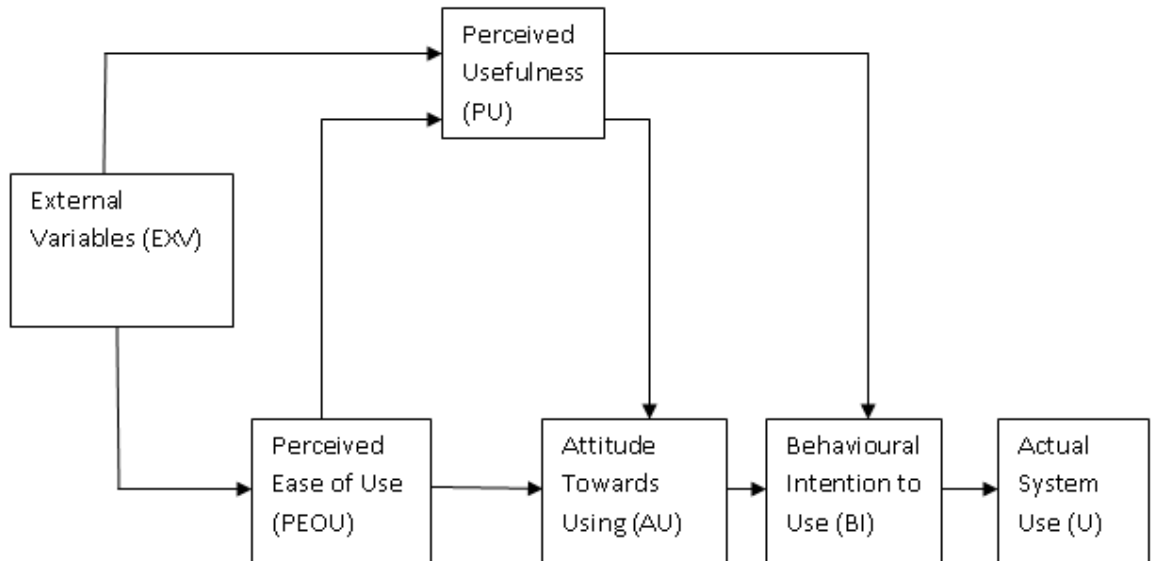 Perceived
Usefulness
(PU)
External
Variables (EXV)
Perceived
Ease of Use
(PEOU)
Attitude
Towards
Using (AU)
Behavioural
Intention to
Use (BI)
Actual
System
Use (U)